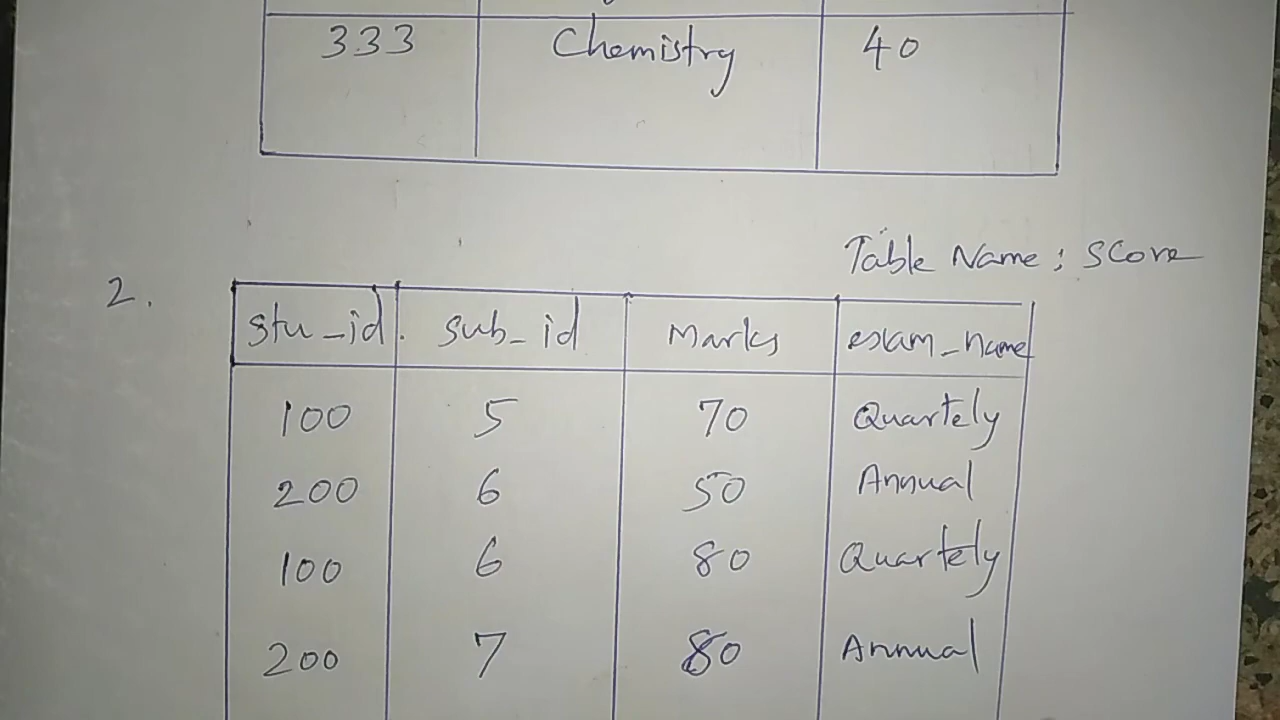 333 Chemistry 40
Table Name : Score
2.
stu_id. sub_id Marks exam_name
100 5 70 Quartely
200 6 50 Annual
100 6 80 Quartely
200 7 80 Annual